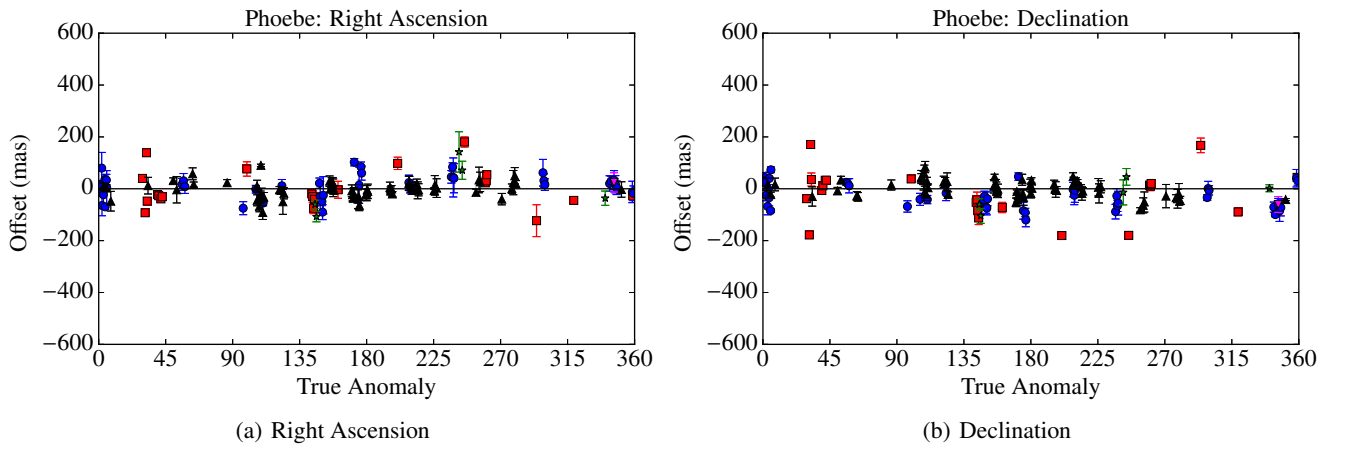 Phoebe: Right Ascension
600
400
200
0
−200
−400
−600
Offset (mas)
0 45 90 135 180 225 270 315 360
True Anomaly
(a) Right Ascension
Phoebe: Declination
600
400
200
0
−200
−400
−600
Offset (mas)
0 45 90 135 180 225 270 315 360
True Anomaly
(b) Declination